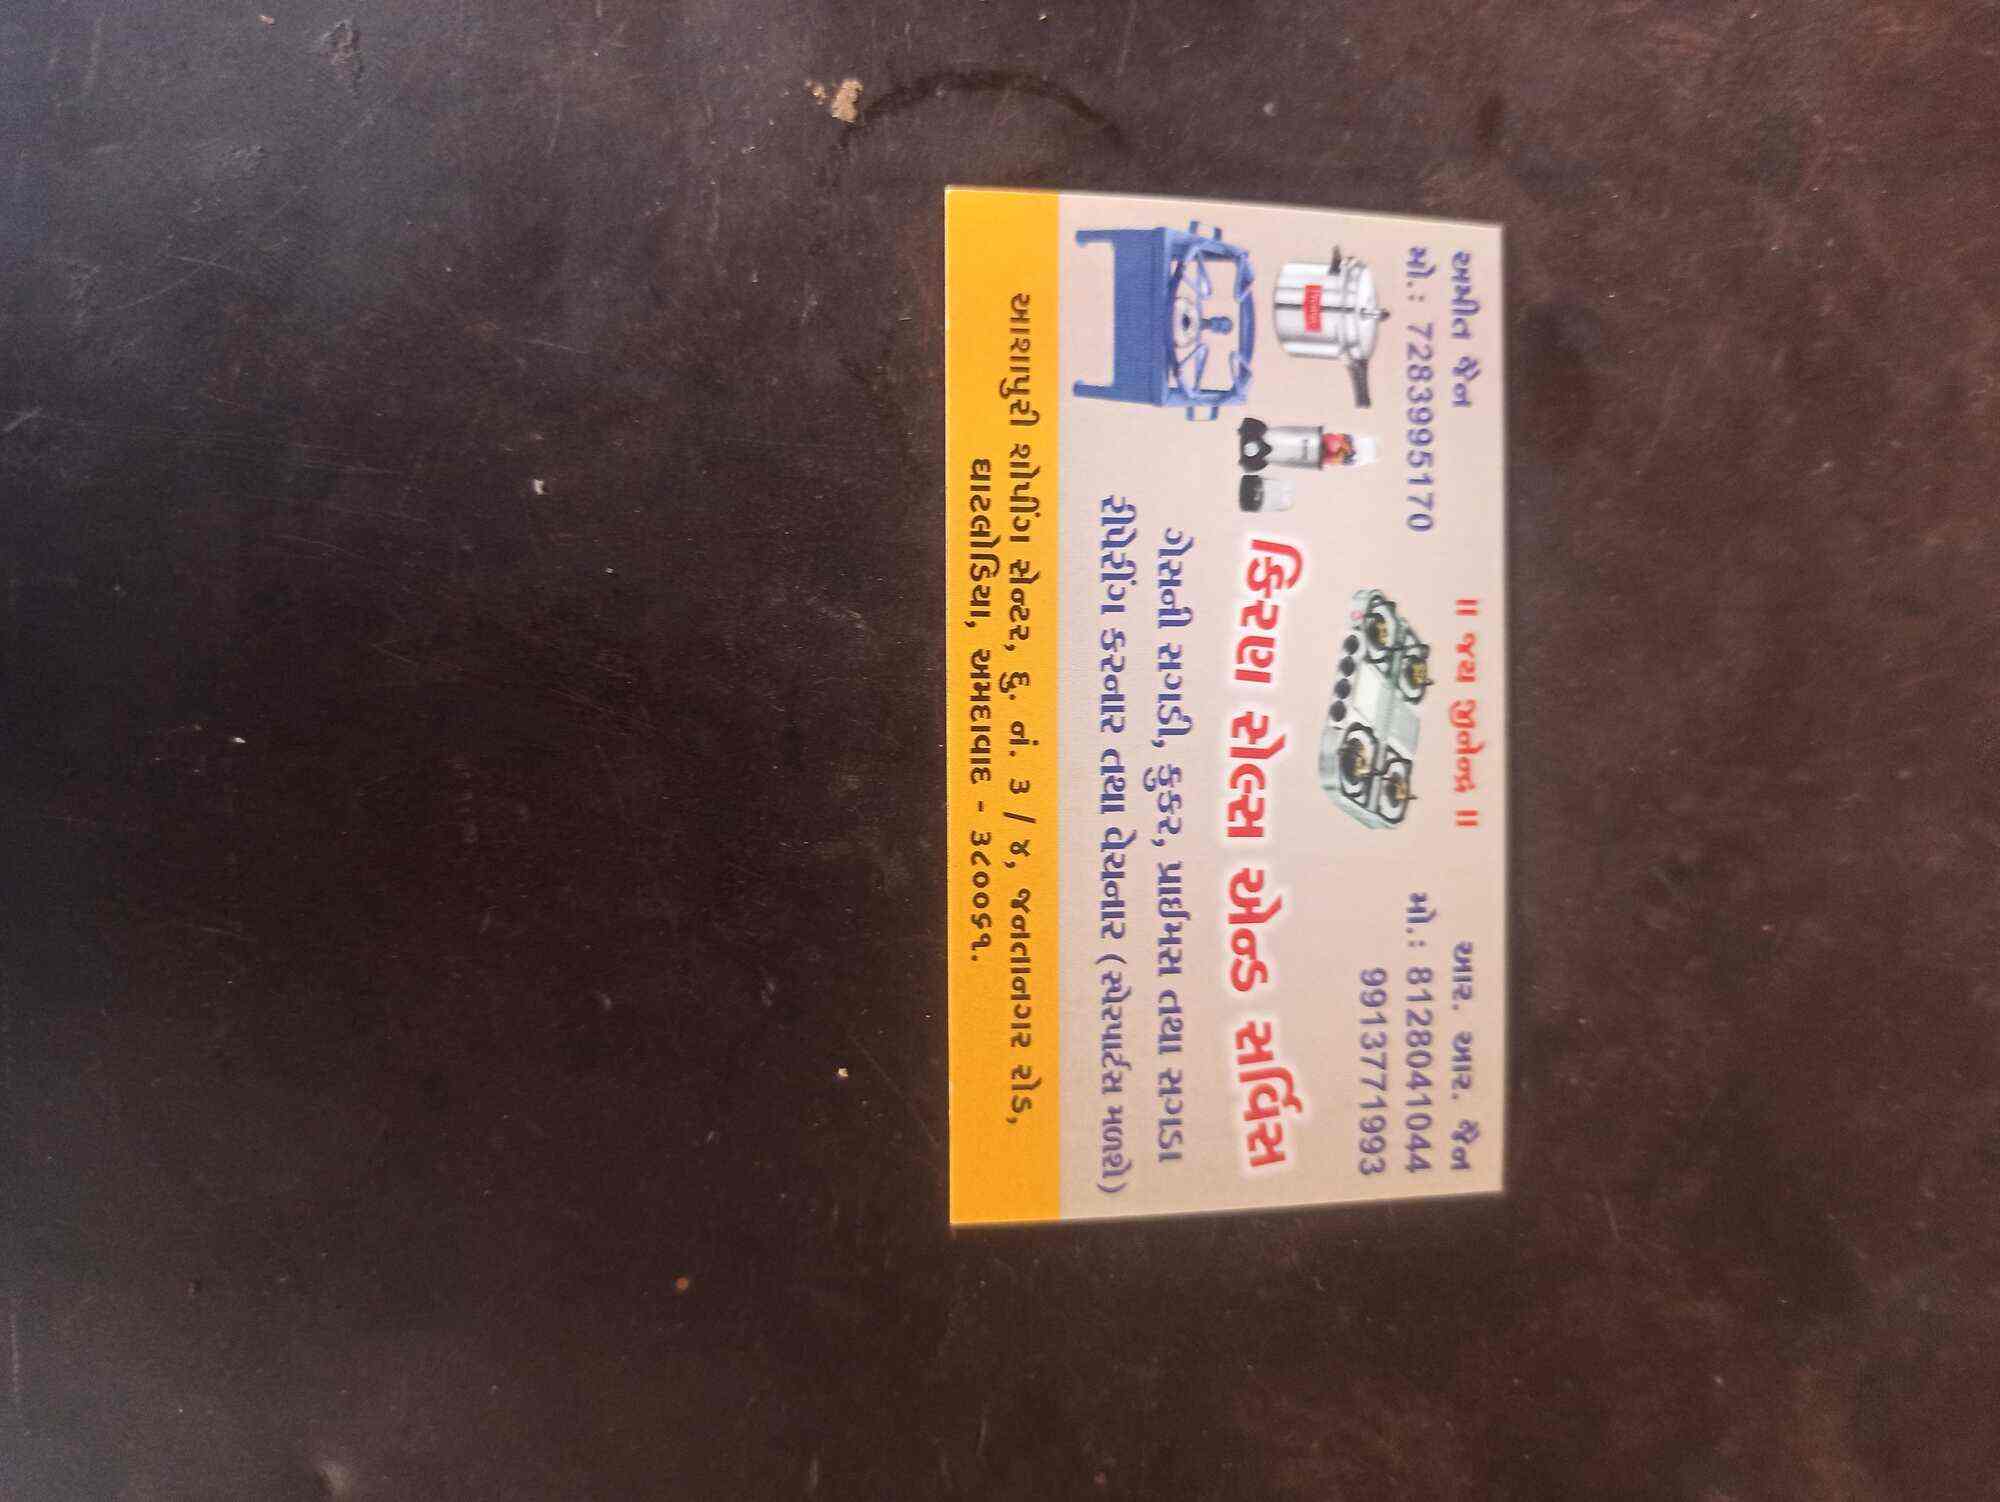 ॥ જય જીનેન્દ્ર ॥
અમીત જૈન
મો.: 7283995170
આર. આર. જૈન
મો.: 8128041044
9913771993
કિરણ સેલ્સ એન્ડ સર્વિસ
ગેસની સગડી, કુકર, પ્રાઈમસ તથા સગડા
રીપેરીંગ કરનાર તથા વેચનાર (સ્પેરપાર્ટસ મળશે)
આશાપુરી શોપીંગ સેન્ટર, દુ. નં. ૩ / ૪, જનતાનગર રોડ,
ઘાટલોડિયા, અમદાવાદ - ૩૮૦૦૬૧.